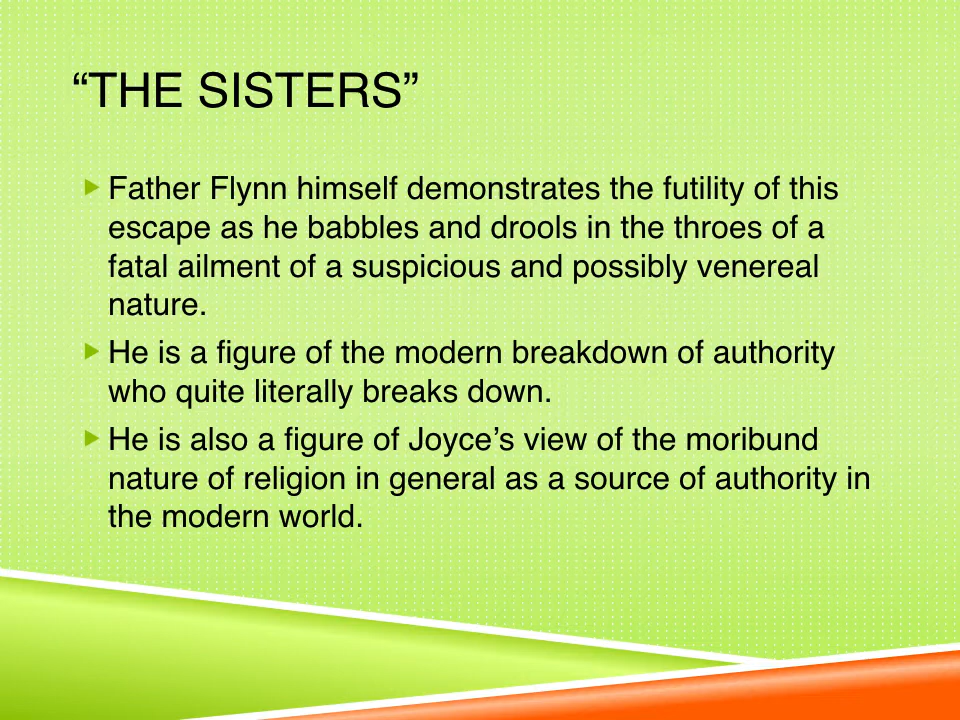 “THE SISTERS”
Father Flynn himself demonstrates the futility of this
escape as he babbles and drools in the throes of a
fatal ailment of a suspicious and possibly venereal
nature.
He is a figure of the modern breakdown of authority
who quite literally breaks down.
He is also a figure of Joyce’s view of the moribund
nature of religion in general as a source of authority in
the modern world.